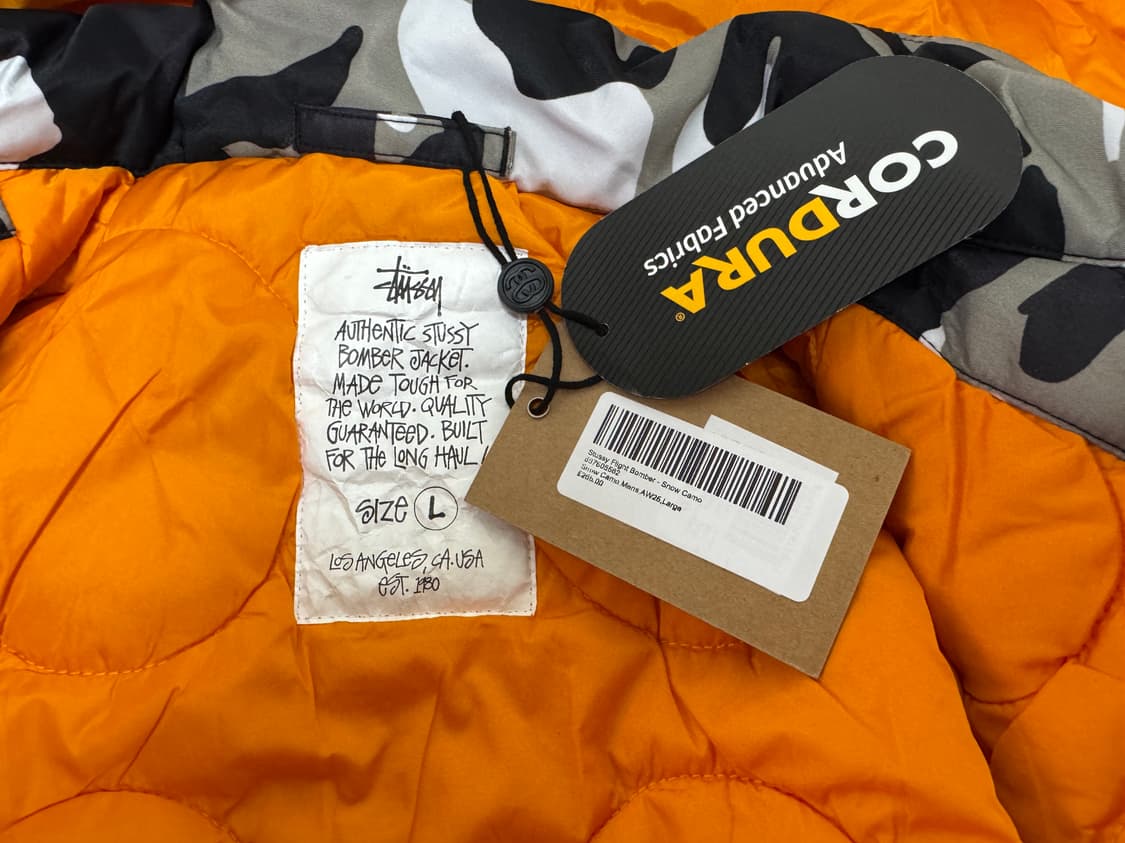 Stüssy
AUTHENTIC STUSSY
BOMBER JACKET.
MADE TOUGH FOR
THE WORLD. QUALITY
GUARANTEED. BUILT
FOR THE LONG HAUL!
SIZE L
LOS ANGELES, CA. USA
EST. 1980
CORDURA®
Advanced Fabrics
Stussy Flight Bomber - Snow Camo
Snow Camo,Mens,AW25,Large